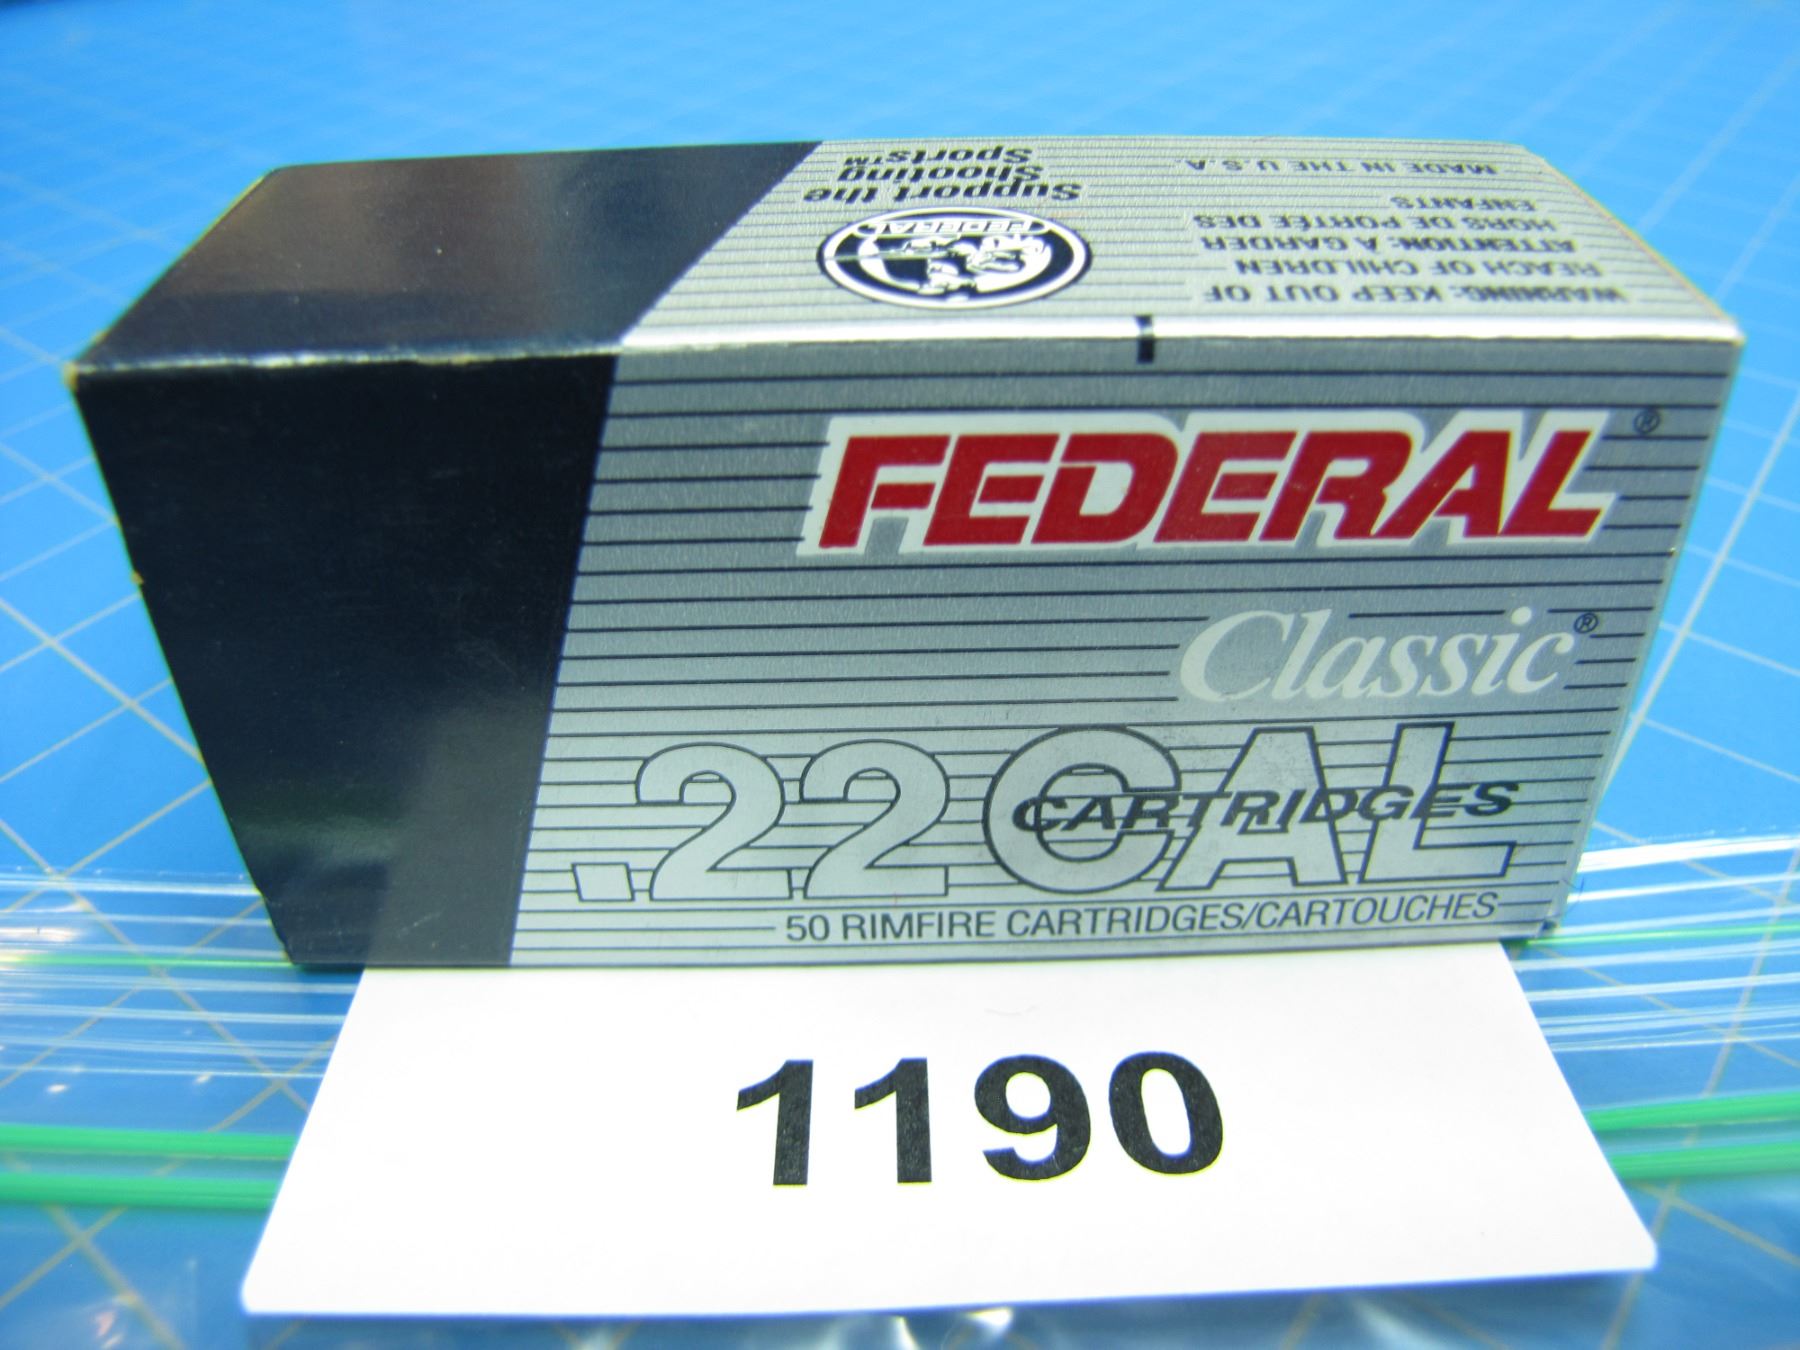 Support the
Shooting
Sports™
FEDERAL
WARNING: KEEP OUT OF
REACH OF CHILDREN
ATTENTION: À GARDER
HORS DE PORTÉE DES
ENFANTS
MADE IN THE U.S.A.
FEDERAL®
Classic®
.22 CAL
CARTRIDGES
50 RIMFIRE CARTRIDGES/CARTOUCHES
1190